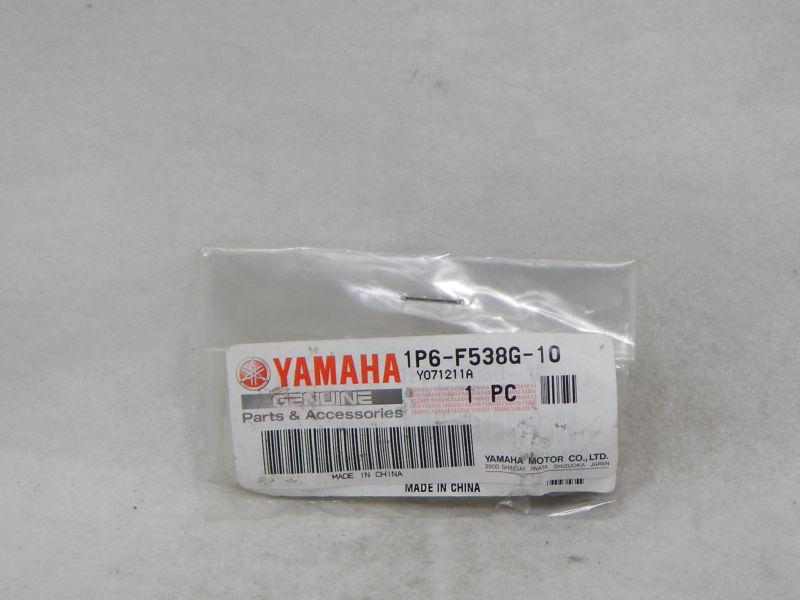 YAMAHA 1P6-F538G-10
Y071211A
GENUINE
1 PC
Parts & Accessories
YAMAHA MOTOR CO.,LTD.
2500 SHINGAI IWATA SHIZUOKA JAPAN
MADE IN CHINA
MADE IN CHINA